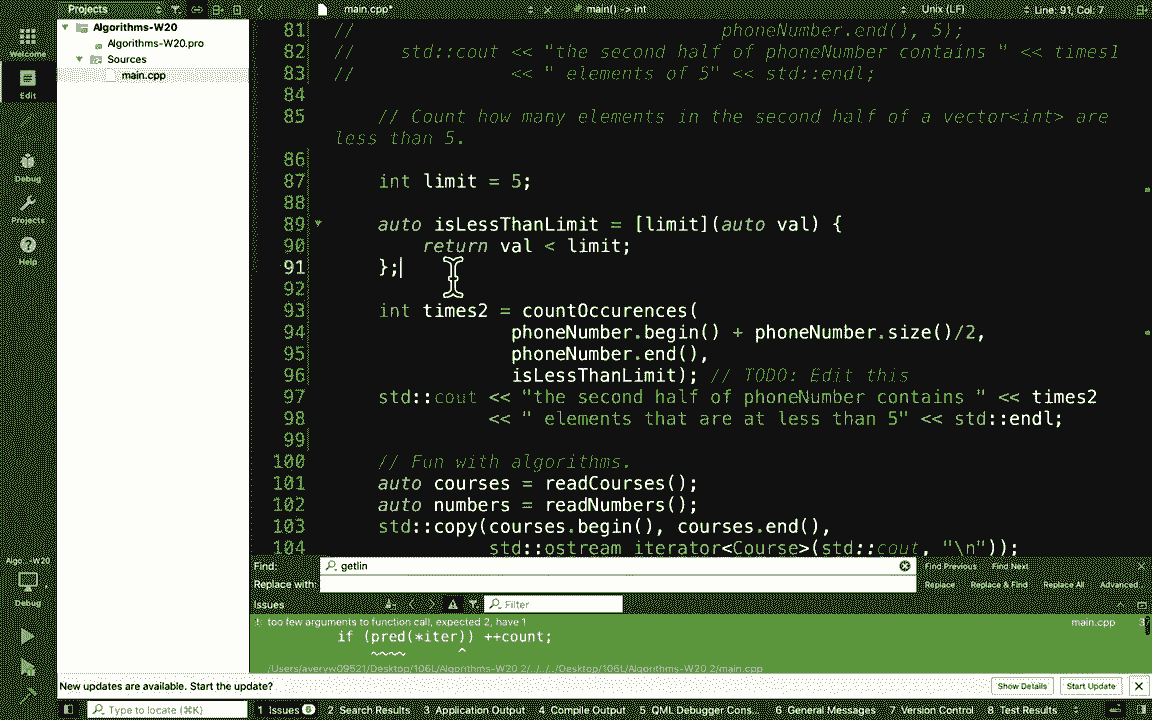 Projects
main.cpp*
main() -> int
Unix (LF)
Line: 91, Col: 7
Algorithms-W20
Algorithms-W20.pro
Sources
main.cpp
Welcome
Edit
Debug
Projects
Help
81 // phoneNumber.end(), 5);
82 // std::cout << "the second half of phoneNumber contains " << times1
83 // << " elements of 5" << std::endl;
84
85 // Count how many elements in the second half of a vector<int> are
less than 5.
86
87 int limit = 5;
88
89 auto isLessThanLimit = [limit](auto val) {
90 return val < limit;
91 };
92
93 int times2 = countOccurences(
94 phoneNumber.begin() + phoneNumber.size()/2,
95 phoneNumber.end(),
96 isLessThanLimit); // TODO: Edit this
97 std::cout << "the second half of phoneNumber contains " << times2
98 << " elements that are at less than 5" << std::endl;
99
100 // Fun with algorithms.
101 auto courses = readCourses();
102 auto numbers = readNumbers();
103 std::copy(courses.begin(), courses.end(),
104 std::ostream_iterator<Course>(std::cout, "\n"));
Algo...-W20
Debug
Find: getlin
Find Previous Find Next
Replace with:
Replace Replace & Find Replace All Advanced...
Issues
Filter
too few arguments to function call, expected 2, have 1
main.cpp
if (pred(*iter)) ++count;
/Users/averyw09521/Desktop/106L/Algorithms-W20 2/../../../Desktop/106L/Algorithms-W20 2/main.cpp
New updates are available. Start the update?
Show Details
Start Update
Type to locate (⌘K)
1 Issues 6
2 Search Results
3 Application Output
4 Compile Output
5 QML Debugger Cons...
6 General Messages
7 Version Control
8 Test Results